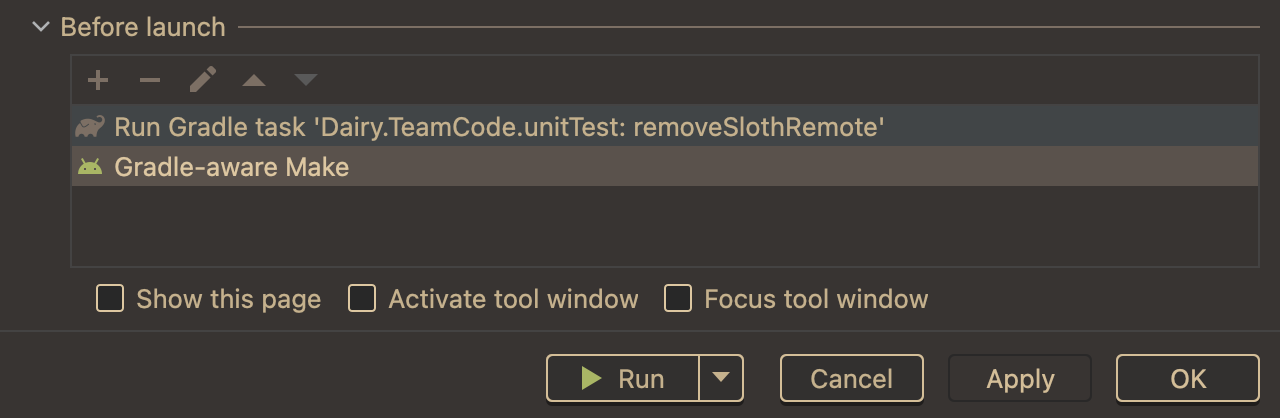 Before launch
Run Gradle task 'Dairy.TeamCode.unitTest: removeSlothRemote'
Gradle-aware Make
Show this page Activate tool window Focus tool window
Run Cancel Apply OK